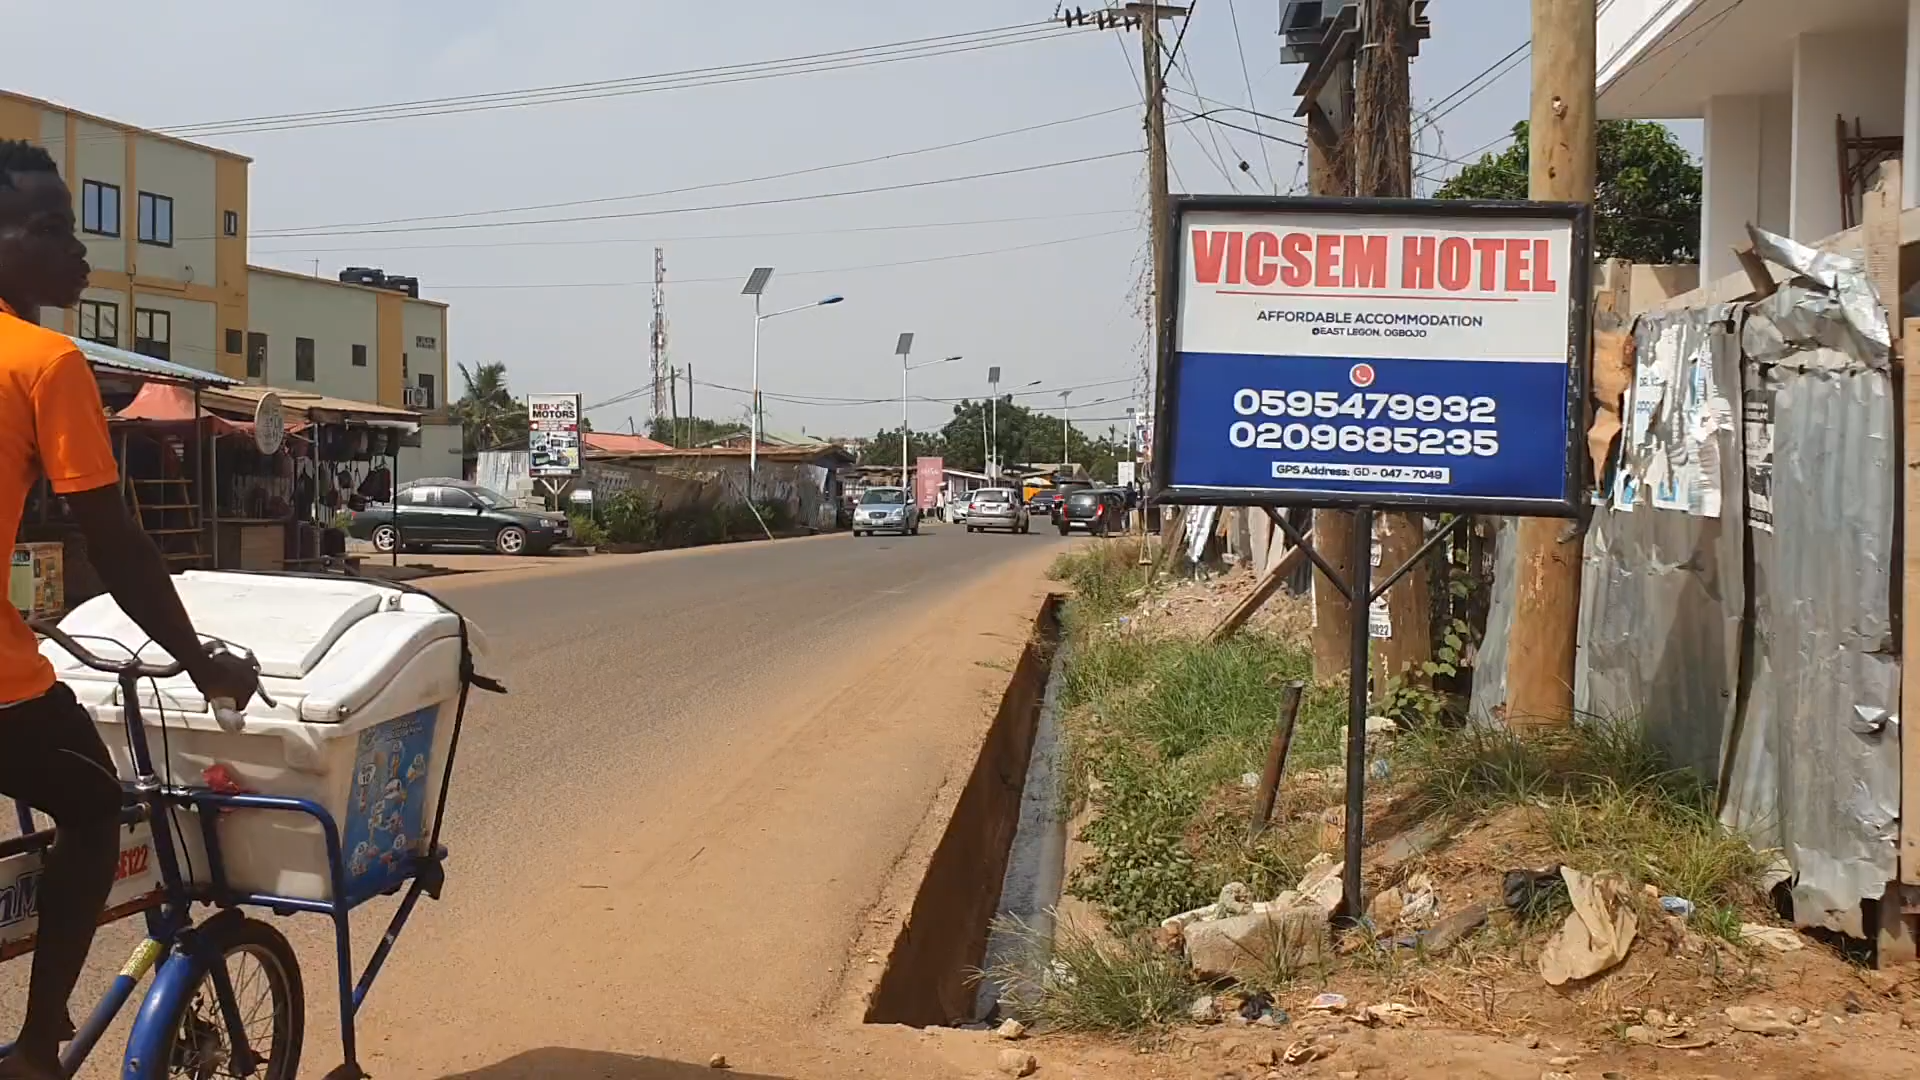 VICSEM HOTEL
AFFORDABLE ACCOMMODATION
@EAST LEGON, OGBOJO
0595479932
0209685235
GPS Address: GD - 047 - 7049
RED "J"
MOTORS